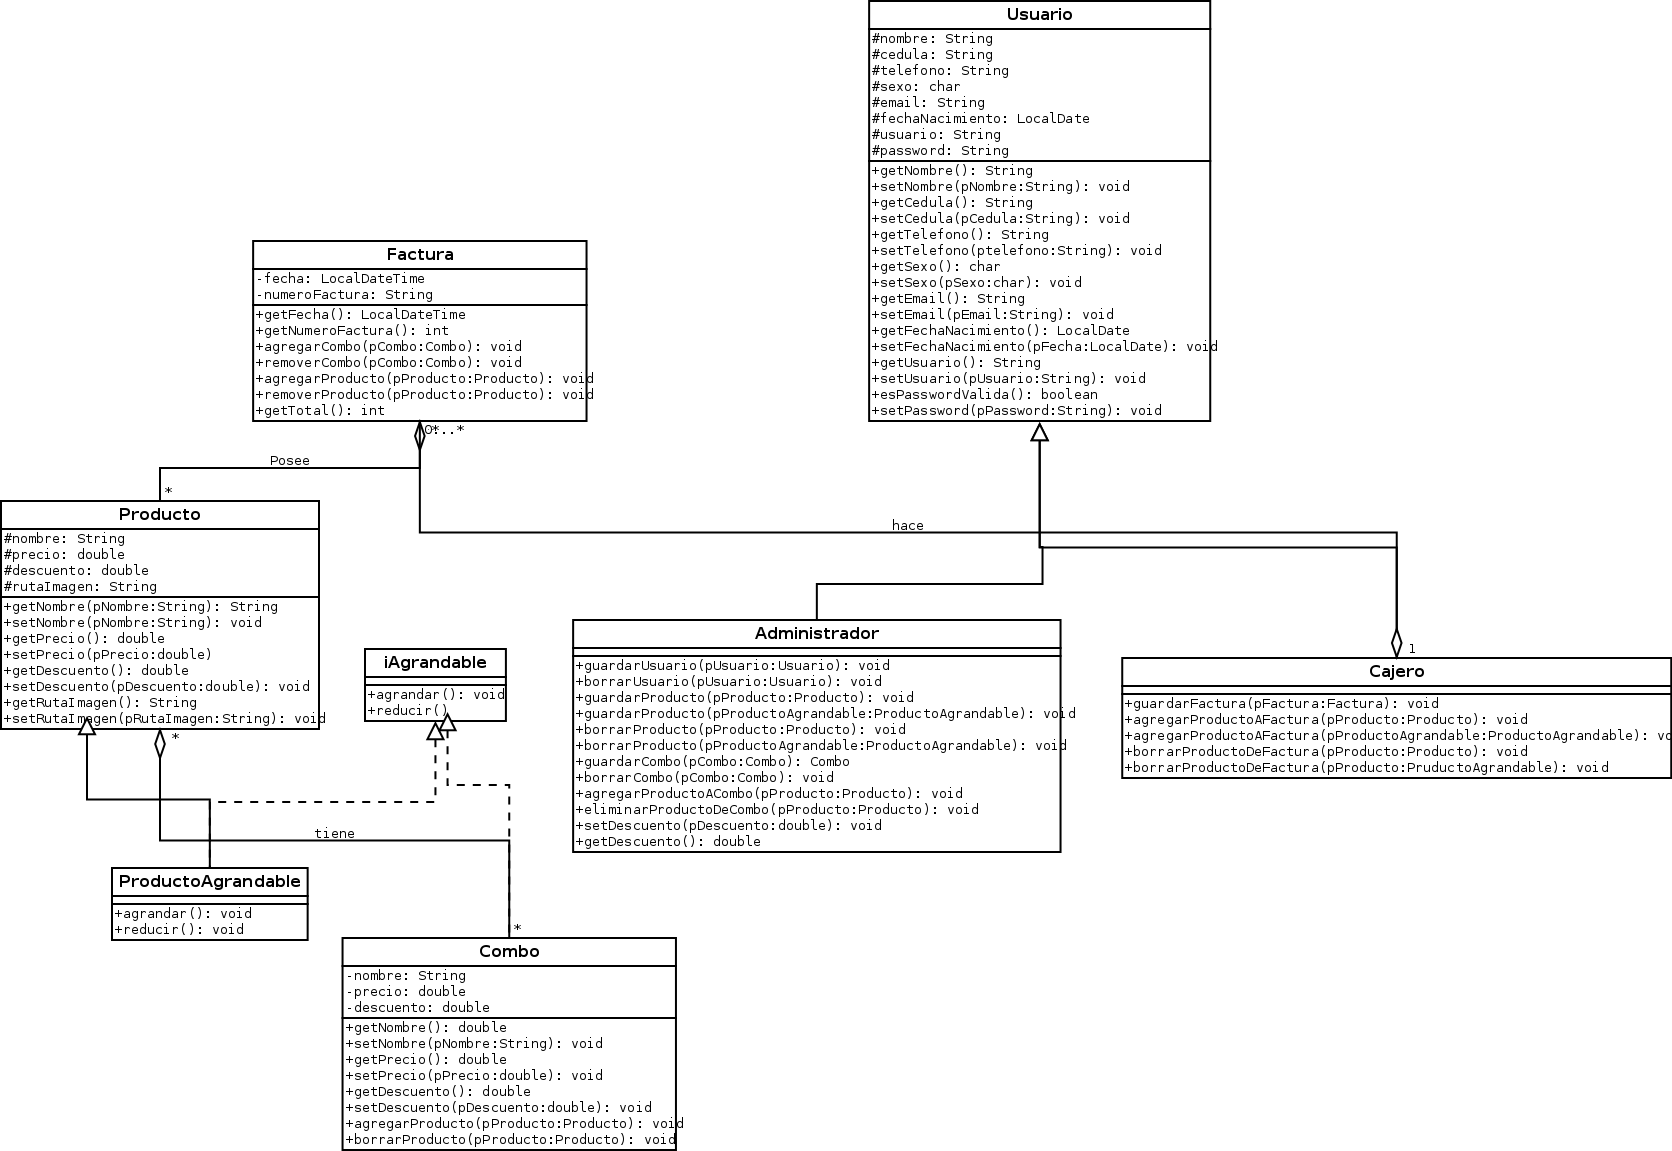 Usuario
#nombre: String
#cedula: String
#telefono: String
#sexo: char
#email: String
#fechaNacimiento: LocalDate
#usuario: String
#password: String
+getNombre(): String
+setNombre(pNombre:String): void
+getCedula(): String
+setCedula(pCedula:String): void
+getTelefono(): String
+setTelefono(ptelefono:String): void
+getSexo(): char
+setSexo(pSexo:char): void
+getEmail(): String
+setEmail(pEmail:String): void
+getFechaNacimiento(): LocalDate
+setFechaNacimiento(pFecha:LocalDate): void
+getUsuario(): String
+setUsuario(pUsuario:String): void
+esPasswordValida(): boolean
+setPassword(pPassword:String): void
Factura
-fecha: LocalDateTime
-numeroFactura: String
+getFecha(): LocalDateTime
+getNumeroFactura(): int
+agregarCombo(pCombo:Combo): void
+removerCombo(pCombo:Combo): void
+agregarProducto(pProducto:Producto): void
+removerProducto(pProducto:Producto): void
+getTotal(): int
0...*
Posee
*
hace
Producto
#nombre: String
#precio: double
#descuento: double
#rutaImagen: String
+getNombre(pNombre:String): String
+setNombre(pNombre:String): void
+getPrecio(): double
+setPrecio(pPrecio:double)
+getDescuento(): double
+setDescuento(pDescuento:double): void
+getRutaImagen(): String
+setRutaImagen(pRutaImagen:String): void
*
iAgrandable
+agrandar(): void
+reducir()
Administrador
+guardarUsuario(pUsuario:Usuario): void
+borrarUsuario(pUsuario:Usuario): void
+guardarProducto(pProducto:Producto): void
+guardarProducto(pProductoAgrandable:ProductoAgrandable): void
+borrarProducto(pProducto:Producto): void
+borrarProducto(pProductoAgrandable:ProductoAgrandable): void
+guardarCombo(pCombo:Combo): Combo
+borrarCombo(pCombo:Combo): void
+agregarProductoACombo(pProducto:Producto): void
+eliminarProductoDeCombo(pProducto:Producto): void
+setDescuento(pDescuento:double): void
+getDescuento(): double
1
Cajero
+guardarFactura(pFactura:Factura): void
+agregarProductoAFactura(pProducto:Producto): void
+agregarProductoAFactura(pProductoAgrandable:ProductoAgrandable):
+borrarProductoDeFactura(pProducto:Producto): void
+borrarProductoDeFactura(pProducto:PruductoAgrandable): void
tiene
ProductoAgrandable
+agrandar(): void
+reducir(): void
*
Combo
-nombre: String
-precio: double
-descuento: double
+getNombre(): double
+setNombre(pNombre:String): void
+getPrecio(): double
+setPrecio(pPrecio:double): void
+getDescuento(): double
+setDescuento(pDescuento:double): void
+agregarProducto(pProducto:Producto): void
+borrarProducto(pProducto:Producto): void